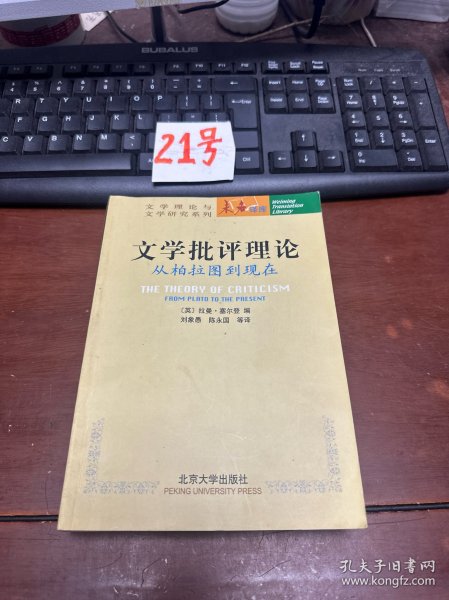 BUBALUS
21号
文学理论与
文学研究系列
未名译库
Weiming
Translation
Library
文学批评理论
从柏拉图到现在
THE THEORY OF CRITICISM
FROM PLATO TO THE PRESENT
〔英〕拉曼·塞尔登 编
刘象愚 陈永国 等译
北京大学出版社
PEKING UNIVERSITY PRESS
孔夫子旧书网
www.kongfz.com